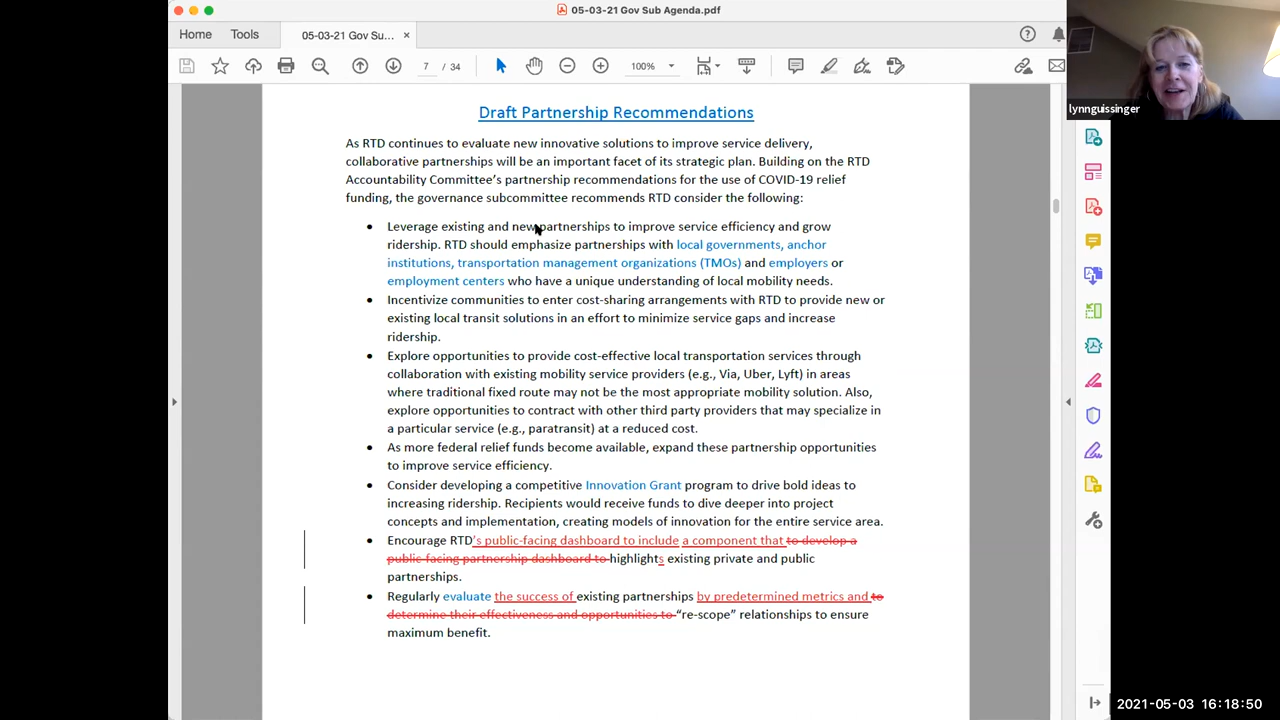 05-03-21 Gov Sub Agenda.pdf
Home Tools 05-03-21 Gov Su... ×
7 / 34 100%
lynnguissinger
Draft Partnership Recommendations
As RTD continues to evaluate new innovative solutions to improve service delivery,
collaborative partnerships will be an important facet of its strategic plan. Building on the RTD
Accountability Committee's partnership recommendations for the use of COVID-19 relief
funding, the governance subcommittee recommends RTD consider the following:
• Leverage existing and new partnerships to improve service efficiency and grow
ridership. RTD should emphasize partnerships with local governments, anchor
institutions, transportation management organizations (TMOs) and employers or
employment centers who have a unique understanding of local mobility needs.
• Incentivize communities to enter cost-sharing arrangements with RTD to provide new or
existing local transit solutions in an effort to minimize service gaps and increase
ridership.
• Explore opportunities to provide cost-effective local transportation services through
collaboration with existing mobility service providers (e.g., Via, Uber, Lyft) in areas
where traditional fixed route may not be the most appropriate mobility solution. Also,
explore opportunities to contract with other third party providers that may specialize in
a particular service (e.g., paratransit) at a reduced cost.
• As more federal relief funds become available, expand these partnership opportunities
to improve service efficiency.
• Consider developing a competitive Innovation Grant program to drive bold ideas to
increasing ridership. Recipients would receive funds to dive deeper into project
concepts and implementation, creating models of innovation for the entire service area.
• Encourage RTD's public-facing dashboard to include a component that to develop a
public facing partnership dashboard to highlights existing private and public
partnerships.
• Regularly evaluate the success of existing partnerships by predetermined metrics and to
determine their effectiveness and opportunities to "re-scope" relationships to ensure
maximum benefit.
2021-05-03 16:18:50